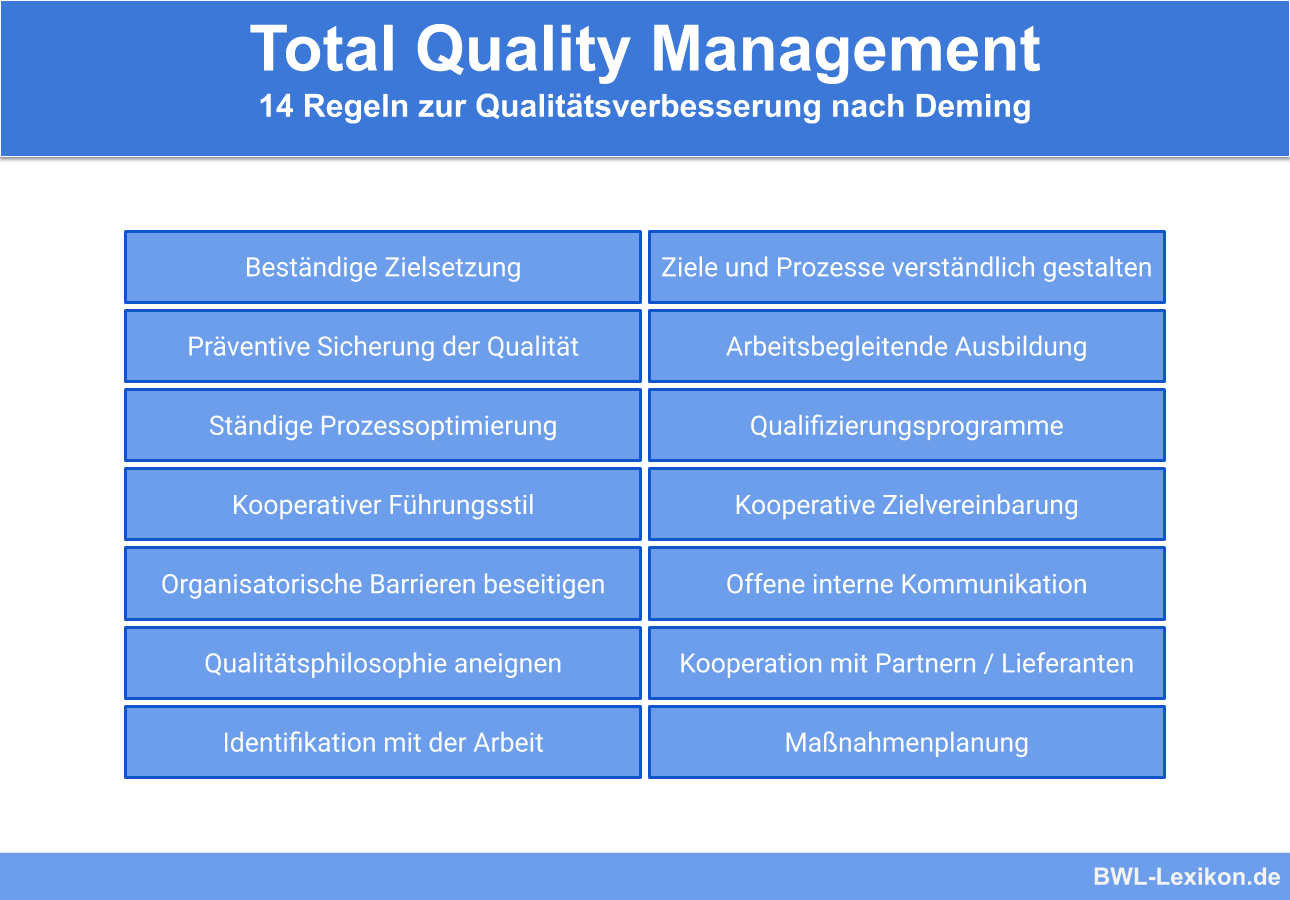 Total Quality Management
14 Regeln zur Qualitätsverbesserung nach Deming
Beständige Zielsetzung
Ziele und Prozesse verständlich gestalten
Präventive Sicherung der Qualität
Arbeitsbegleitende Ausbildung
Ständige Prozessoptimierung
Qualifizierungsprogramme
Kooperativer Führungsstil
Kooperative Zielvereinbarung
Organisatorische Barrieren beseitigen
Offene interne Kommunikation
Qualitätsphilosophie aneignen
Kooperation mit Partnern / Lieferanten
Identifikation mit der Arbeit
Maßnahmenplanung
BWL-Lexikon.de